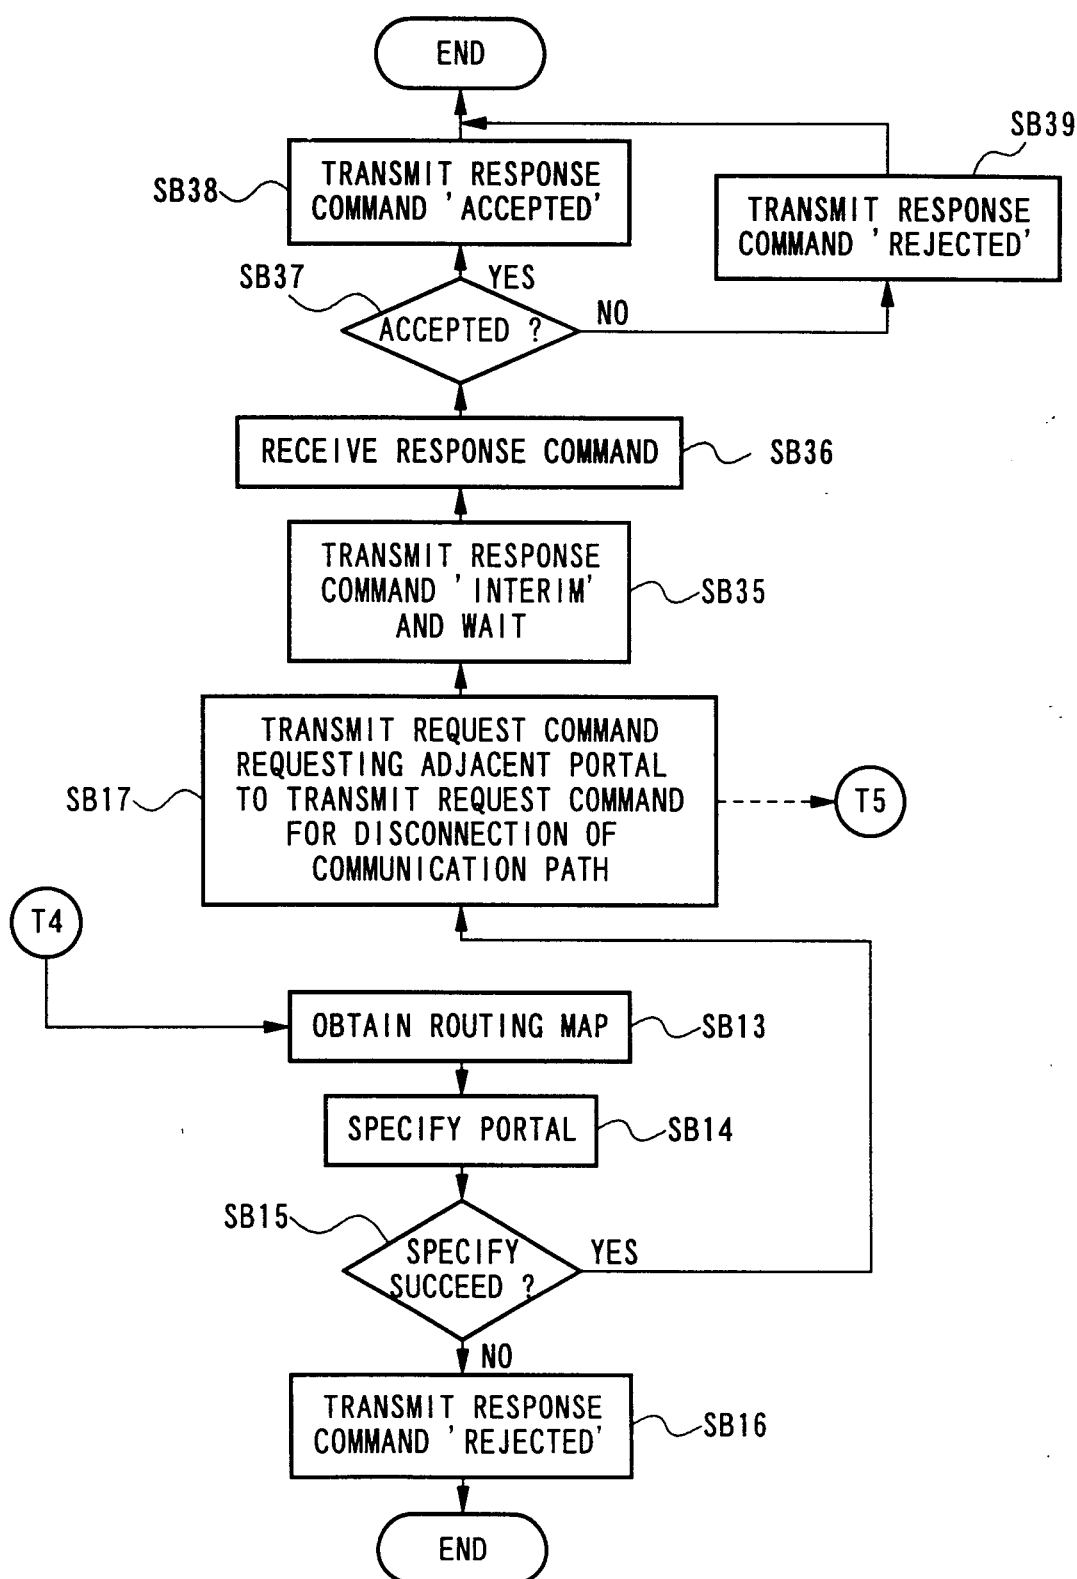 END
SB39
TRANSMIT RESPONSE
COMMAND 'ACCEPTED'
SB38
TRANSMIT RESPONSE
COMMAND 'REJECTED'
SB37
YES
ACCEPTED ?
NO
RECEIVE RESPONSE COMMAND
SB36
TRANSMIT RESPONSE
COMMAND 'INTERIM'
AND WAIT
SB35
TRANSMIT REQUEST COMMAND
REQUESTING ADJACENT PORTAL
TO TRANSMIT REQUEST COMMAND
FOR DISCONNECTION OF
COMMUNICATION PATH
SB17
T5
T4
OBTAIN ROUTING MAP
SB13
SPECIFY PORTAL
SB14
SB15
SPECIFY
SUCCEED ?
YES
NO
TRANSMIT RESPONSE
COMMAND 'REJECTED'
SB16
END